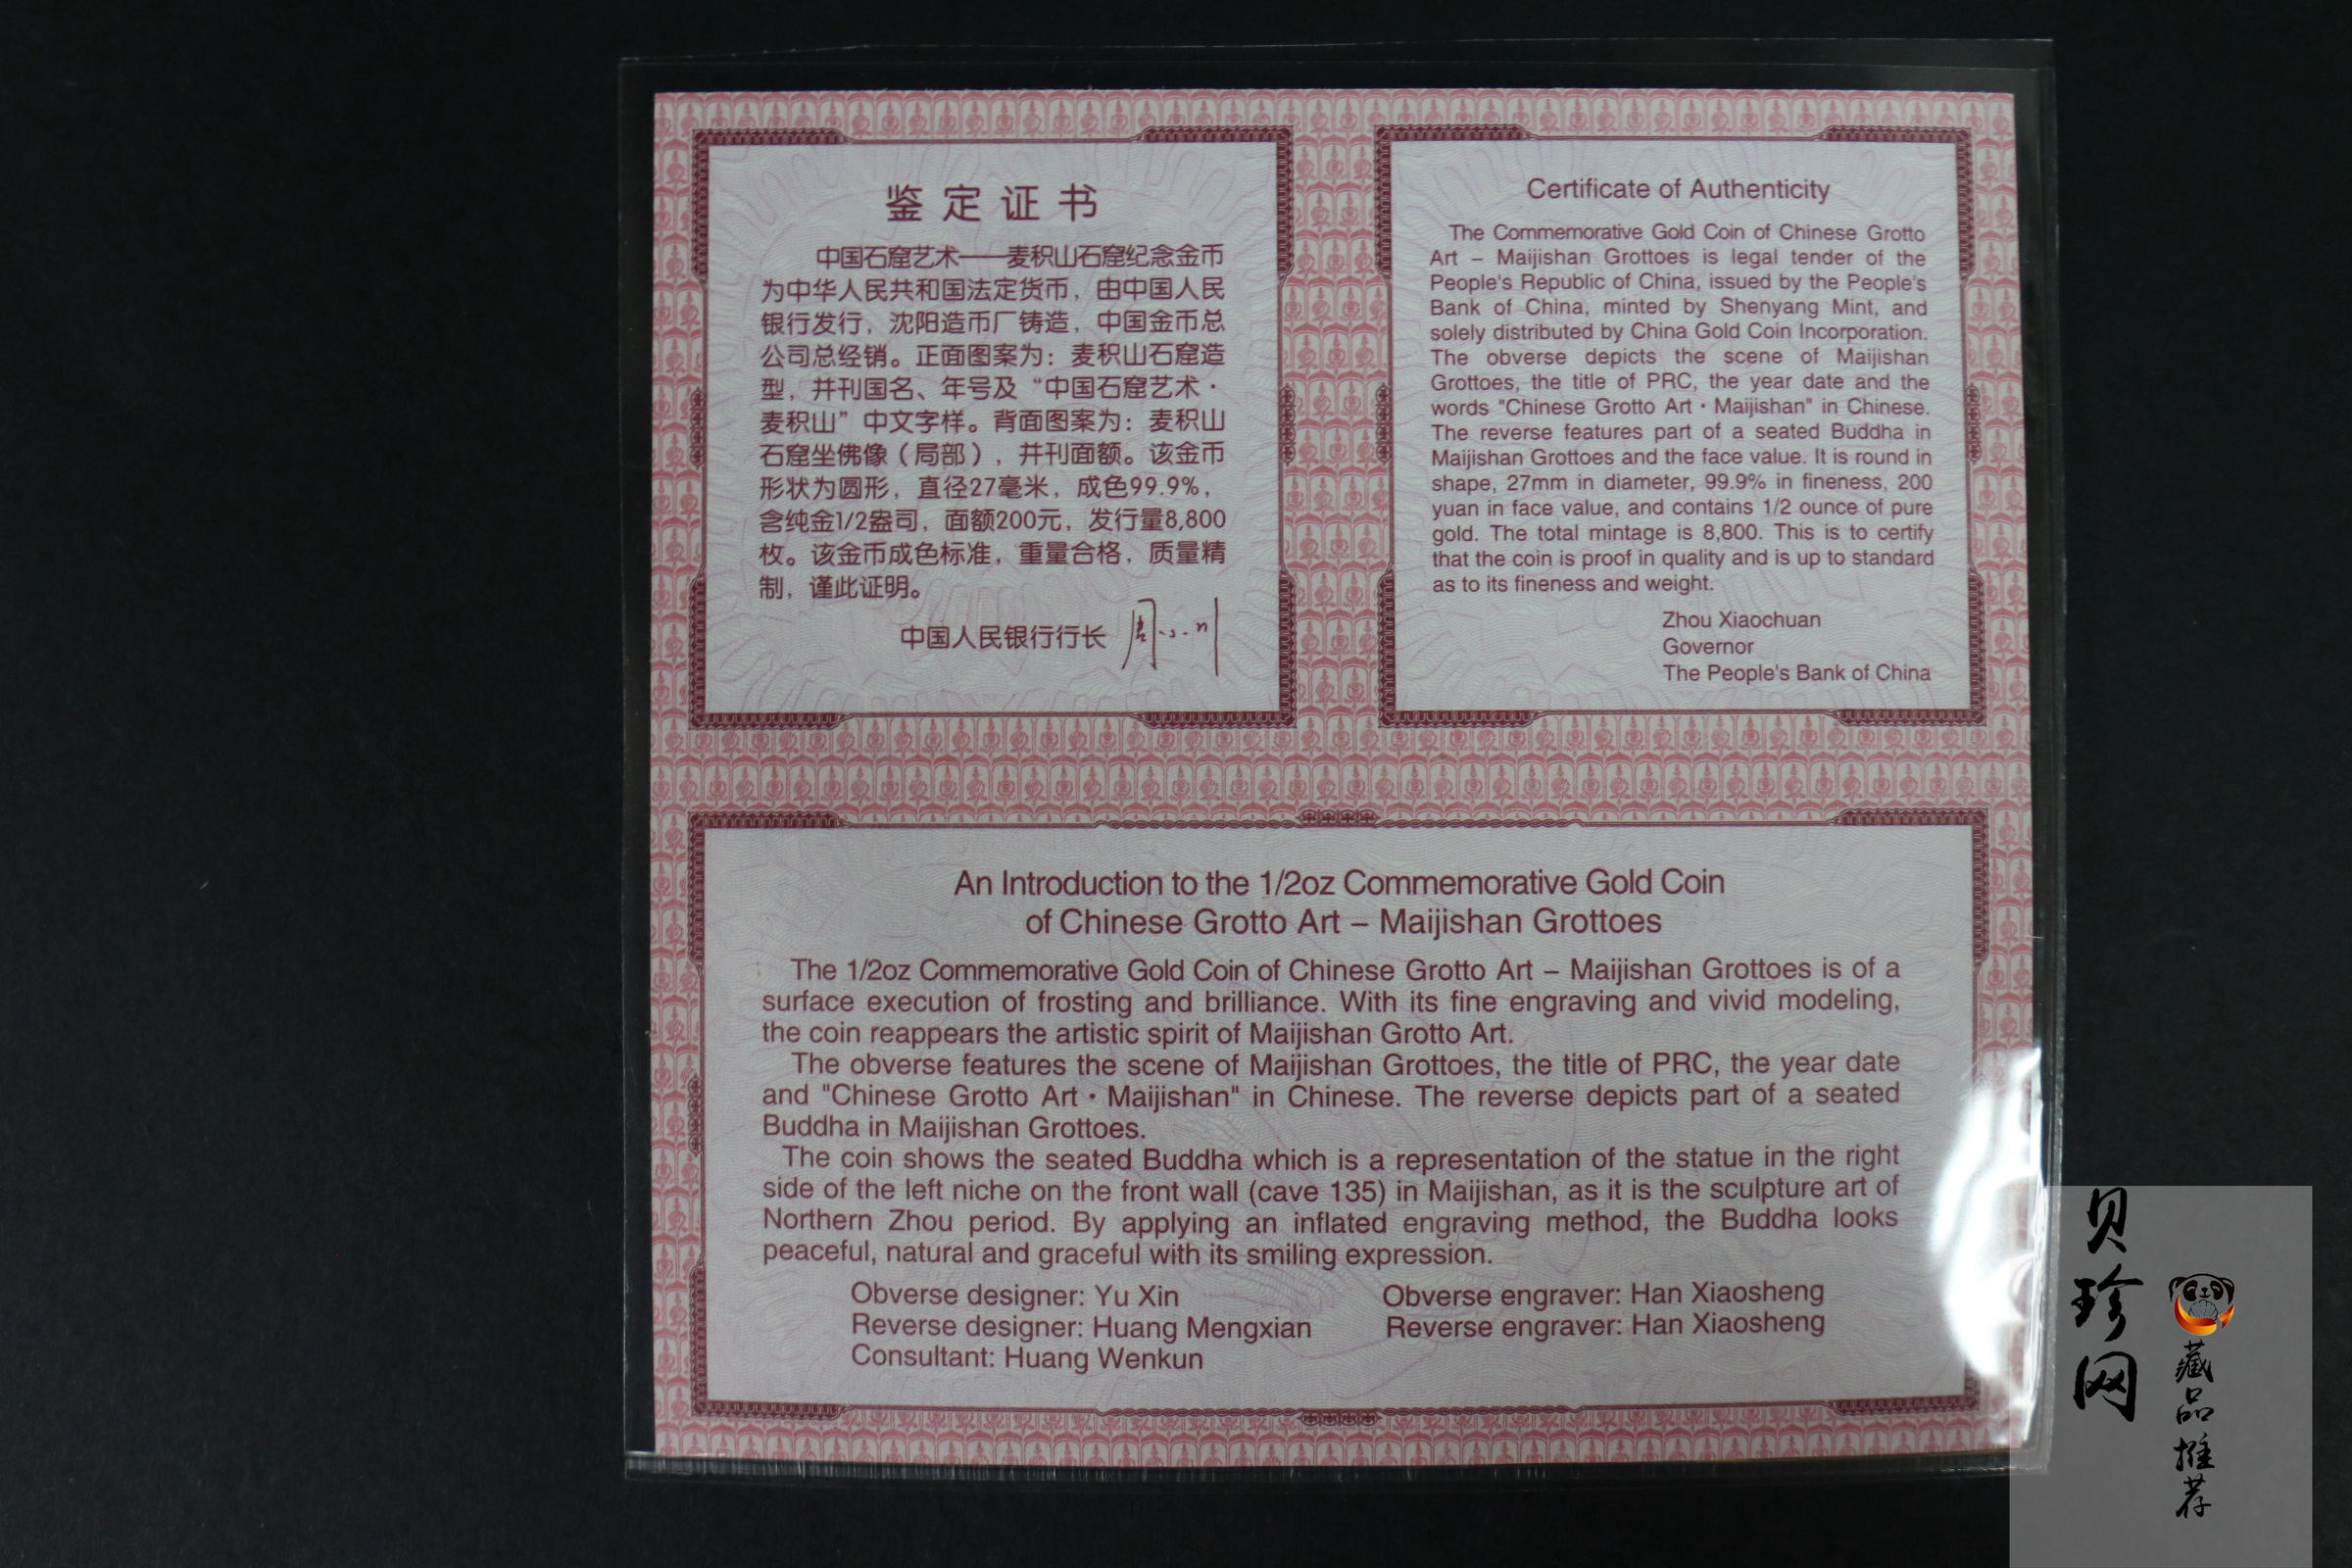 鉴定证书
中国石窟艺术——麦积山石窟纪念金币
为中华人民共和国法定货币，由中国人民
银行发行，沈阳造币厂铸造，中国金币总
公司总经销。正面图案为：麦积山石窟造
型，并刊国名、年号及“中国石窟艺术·
麦积山”中文字样。背面图案为：麦积山
石窟坐佛像（局部），并刊面额。该金币
形状为圆形，直径27毫米，成色99.9%，
含纯金1/2盎司，面额200元，发行量8,800
枚。该金币成色标准，重量合格，质量精
制，谨此证明。
中国人民银行行长 周小川
Certificate of Authenticity
The Commemorative Gold Coin of Chinese Grotto
Art – Maijishan Grottoes is legal tender of the
People's Republic of China, issued by the People's
Bank of China, minted by Shenyang Mint, and
solely distributed by China Gold Coin Incorporation.
The obverse depicts the scene of Maijishan
Grottoes, the title of PRC, the year date and the
words "Chinese Grotto Art · Maijishan" in Chinese.
The reverse features part of a seated Buddha in
Maijishan Grottoes and the face value. It is round in
shape, 27mm in diameter, 99.9% in fineness, 200
yuan in face value, and contains 1/2 ounce of pure
gold. The total mintage is 8,800. This is to certify
that the coin is proof in quality and is up to standard
as to its fineness and weight.
Zhou Xiaochuan
Governor
The People's Bank of China
An Introduction to the 1/2oz Commemorative Gold Coin
of Chinese Grotto Art – Maijishan Grottoes
The 1/2oz Commemorative Gold Coin of Chinese Grotto Art – Maijishan Grottoes is of a
surface execution of frosting and brilliance. With its fine engraving and vivid modeling,
the coin reappears the artistic spirit of Maijishan Grotto Art.
The obverse features the scene of Maijishan Grottoes, the title of PRC, the year date
and "Chinese Grotto Art · Maijishan" in Chinese. The reverse depicts part of a seated
Buddha in Maijishan Grottoes.
The coin shows the seated Buddha which is a representation of the statue in the right
side of the left niche on the front wall (cave 135) in Maijishan, as it is the sculpture art of
Northern Zhou period. By applying an inflated engraving method, the Buddha looks
peaceful, natural and graceful with its smiling expression.
Obverse designer: Yu Xin
Obverse engraver: Han Xiaosheng
Reverse designer: Huang Mengxian
Reverse engraver: Han Xiaosheng
Consultant: Huang Wenkun
贝珍网
藏品推荐